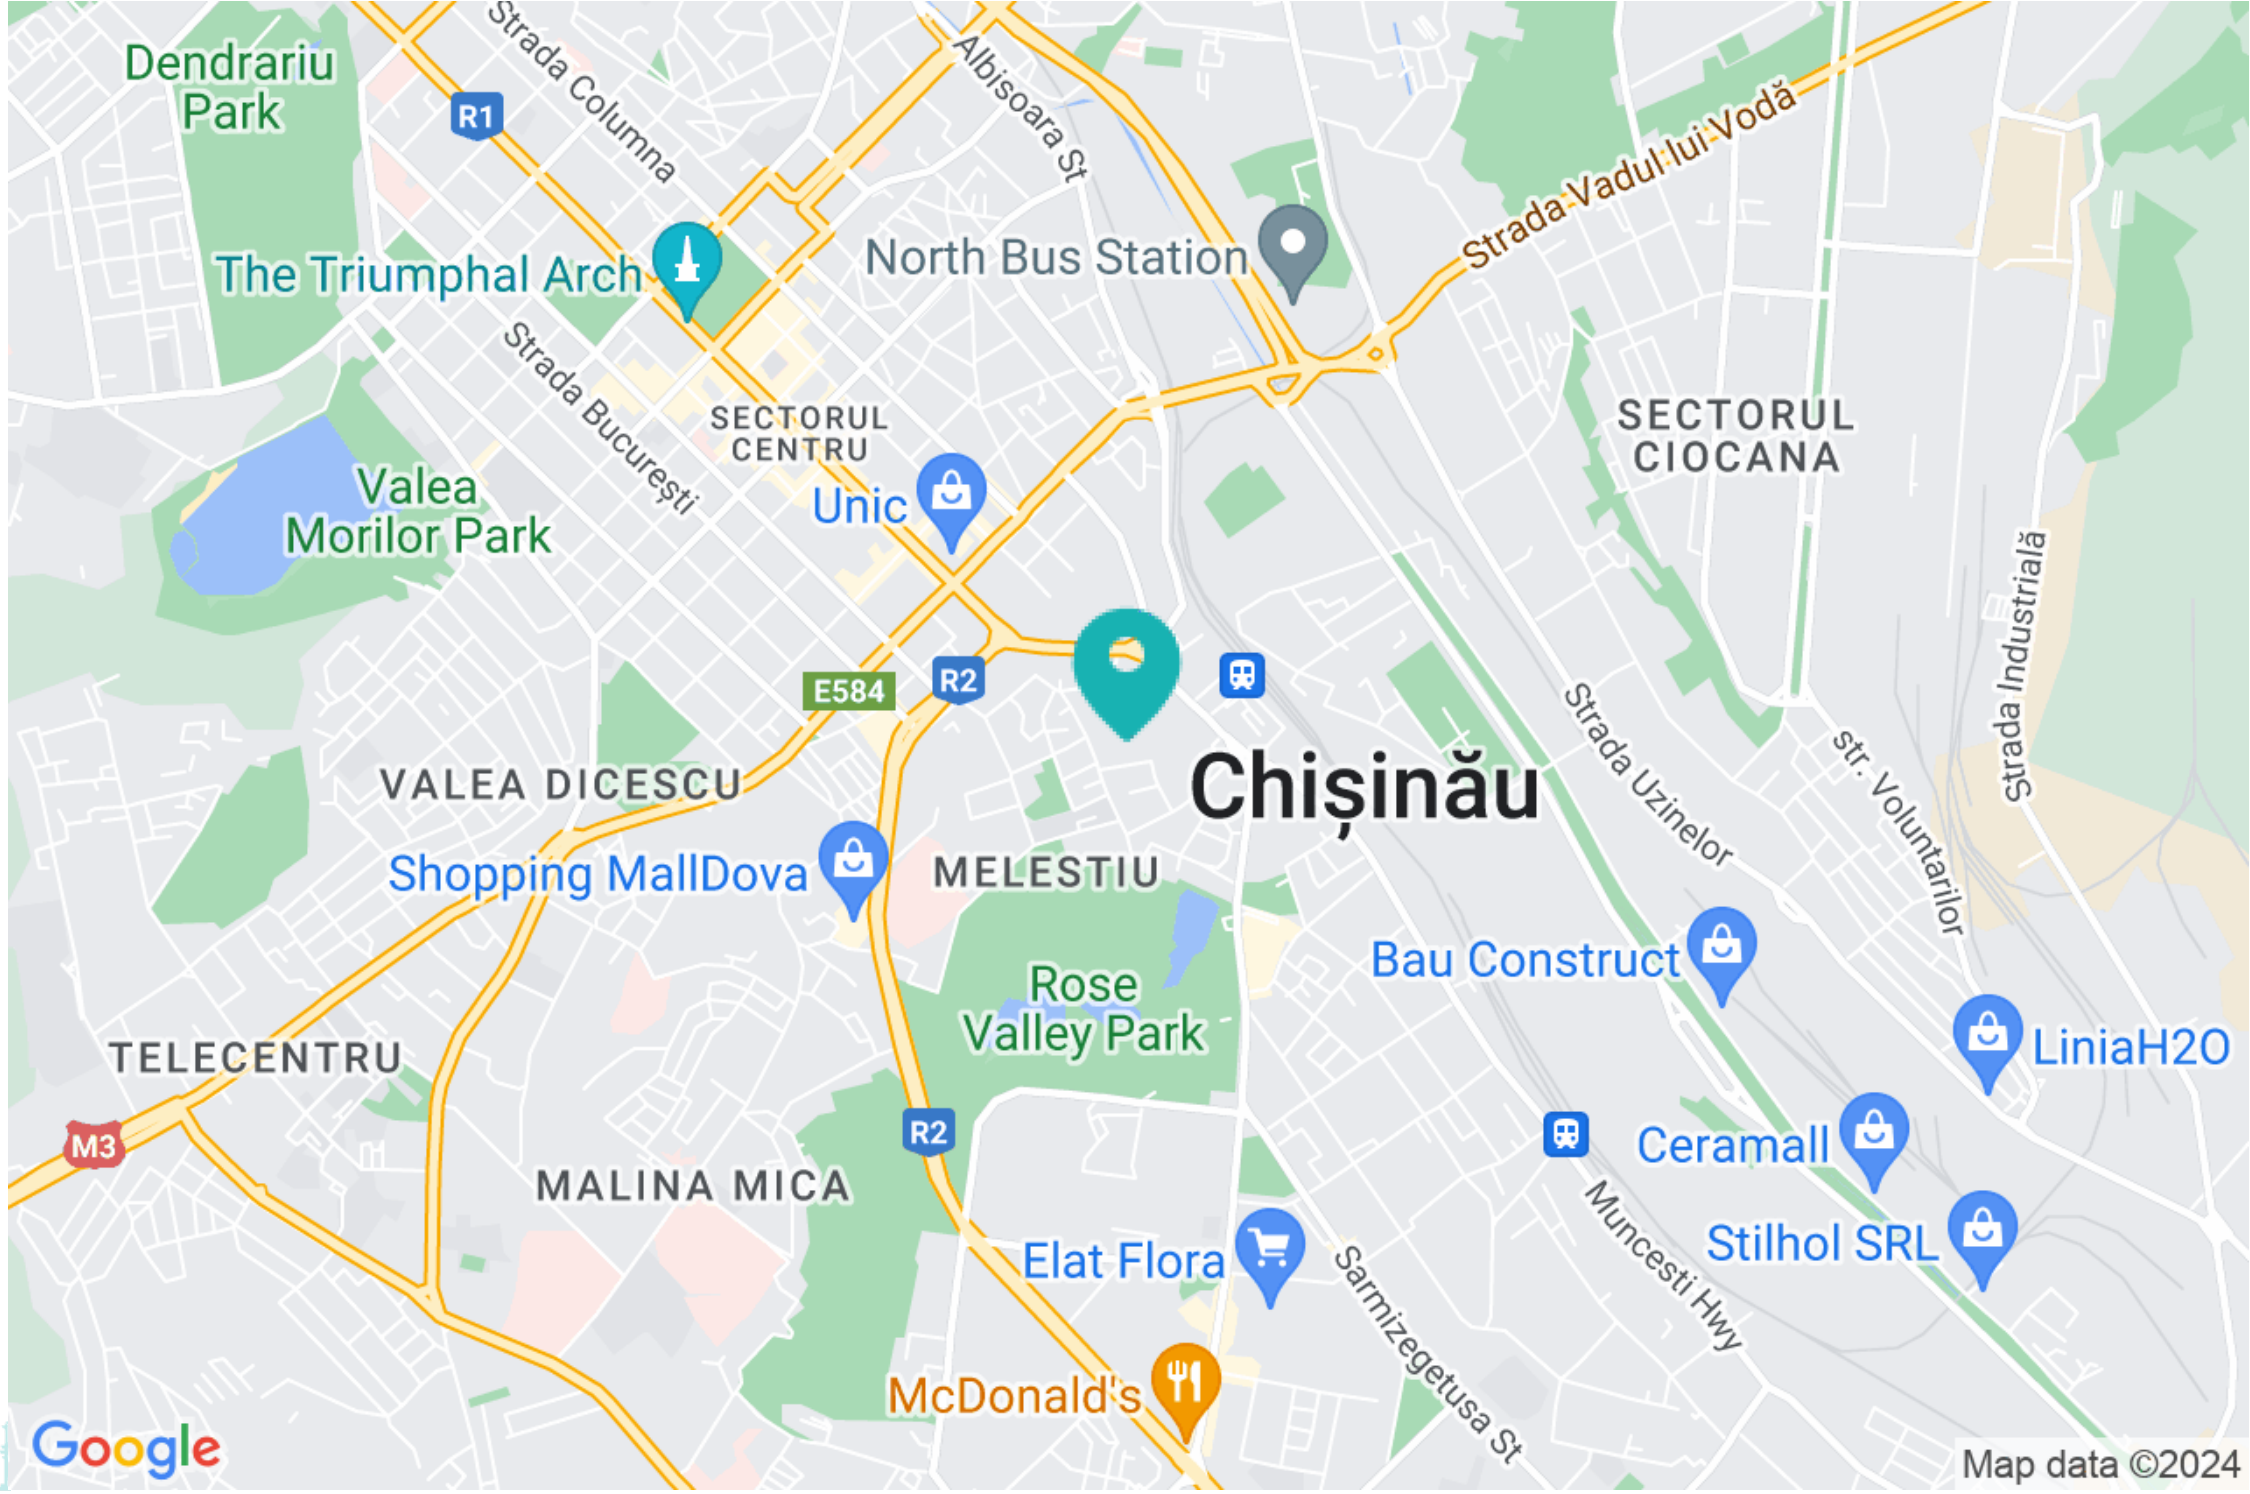 Dendrariu
Park
R1
Strada Columna
Albisoara St
Strada Vadul lui Vodă
The Triumphal Arch
North Bus Station
Strada București
SECTORUL
CENTRU
SECTORUL
CIOCANA
Valea
Morilor Park
Unic
Strada Industrială
E584
R2
Strada Uzinelor
str. Voluntarilor
VALEA DICESCU
Chișinău
Shopping MallDova
MELESTIU
Bau Construct
Rose
Valley Park
LiniaH2O
TELECENTRU
M3
R2
Ceramall
MALINA MICA
Muncesti Hwy
Stilhol SRL
Elat Flora
Sarmizegetusa St
McDonald's
Google
Map data ©2024